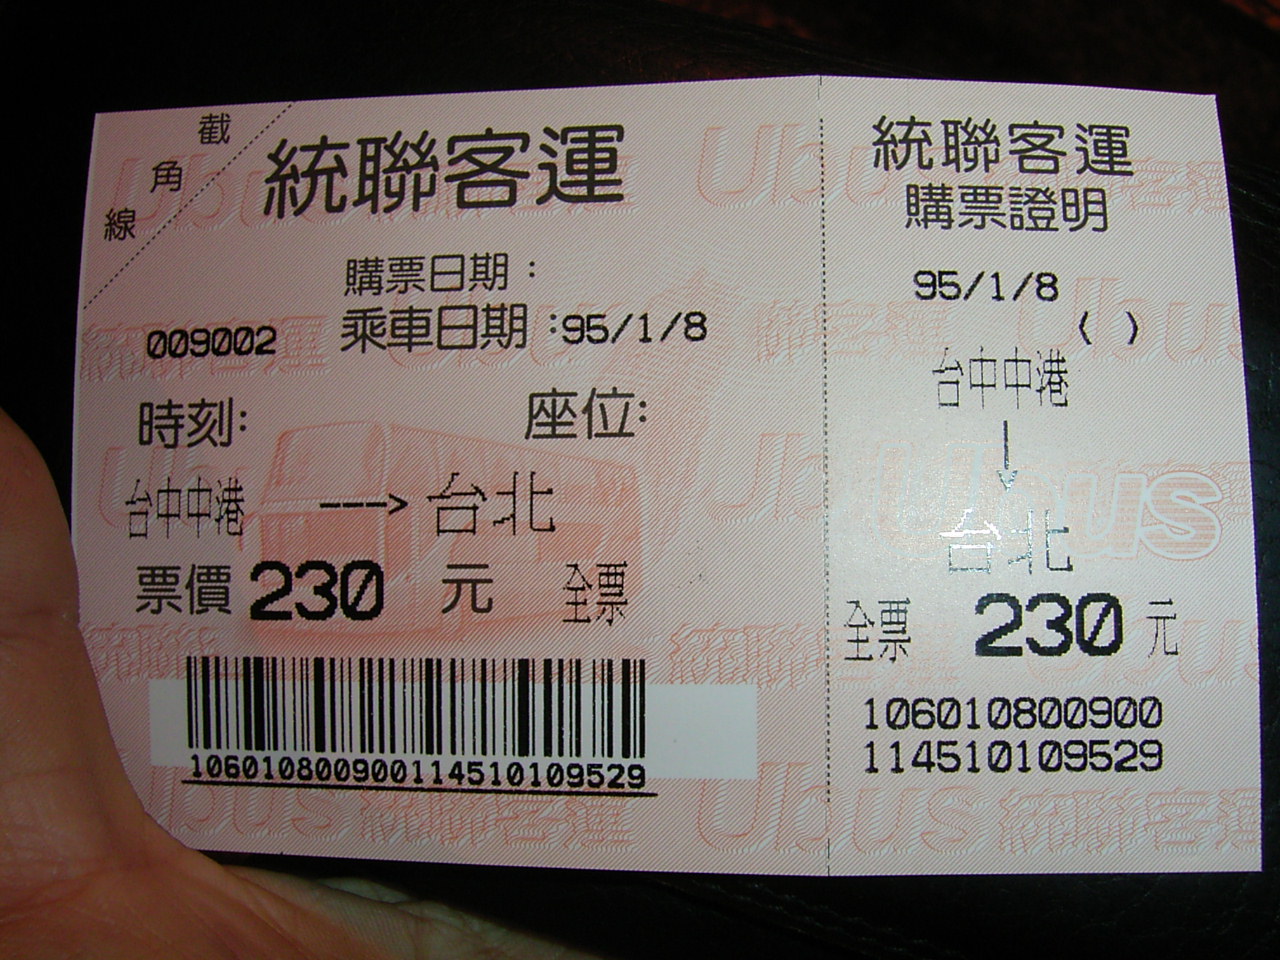 截
角
線
統聯客運
購票日期：
009002 乘車日期：95/1/8
時刻： 座位：
台中中港 ---> 台北
票價 230 元 全票
1060108009001145101​09529
統聯客運
購票證明
95/1/8
( )
台中中港
↓
台北
全票 230 元
106010800900
114510109529
Ubus